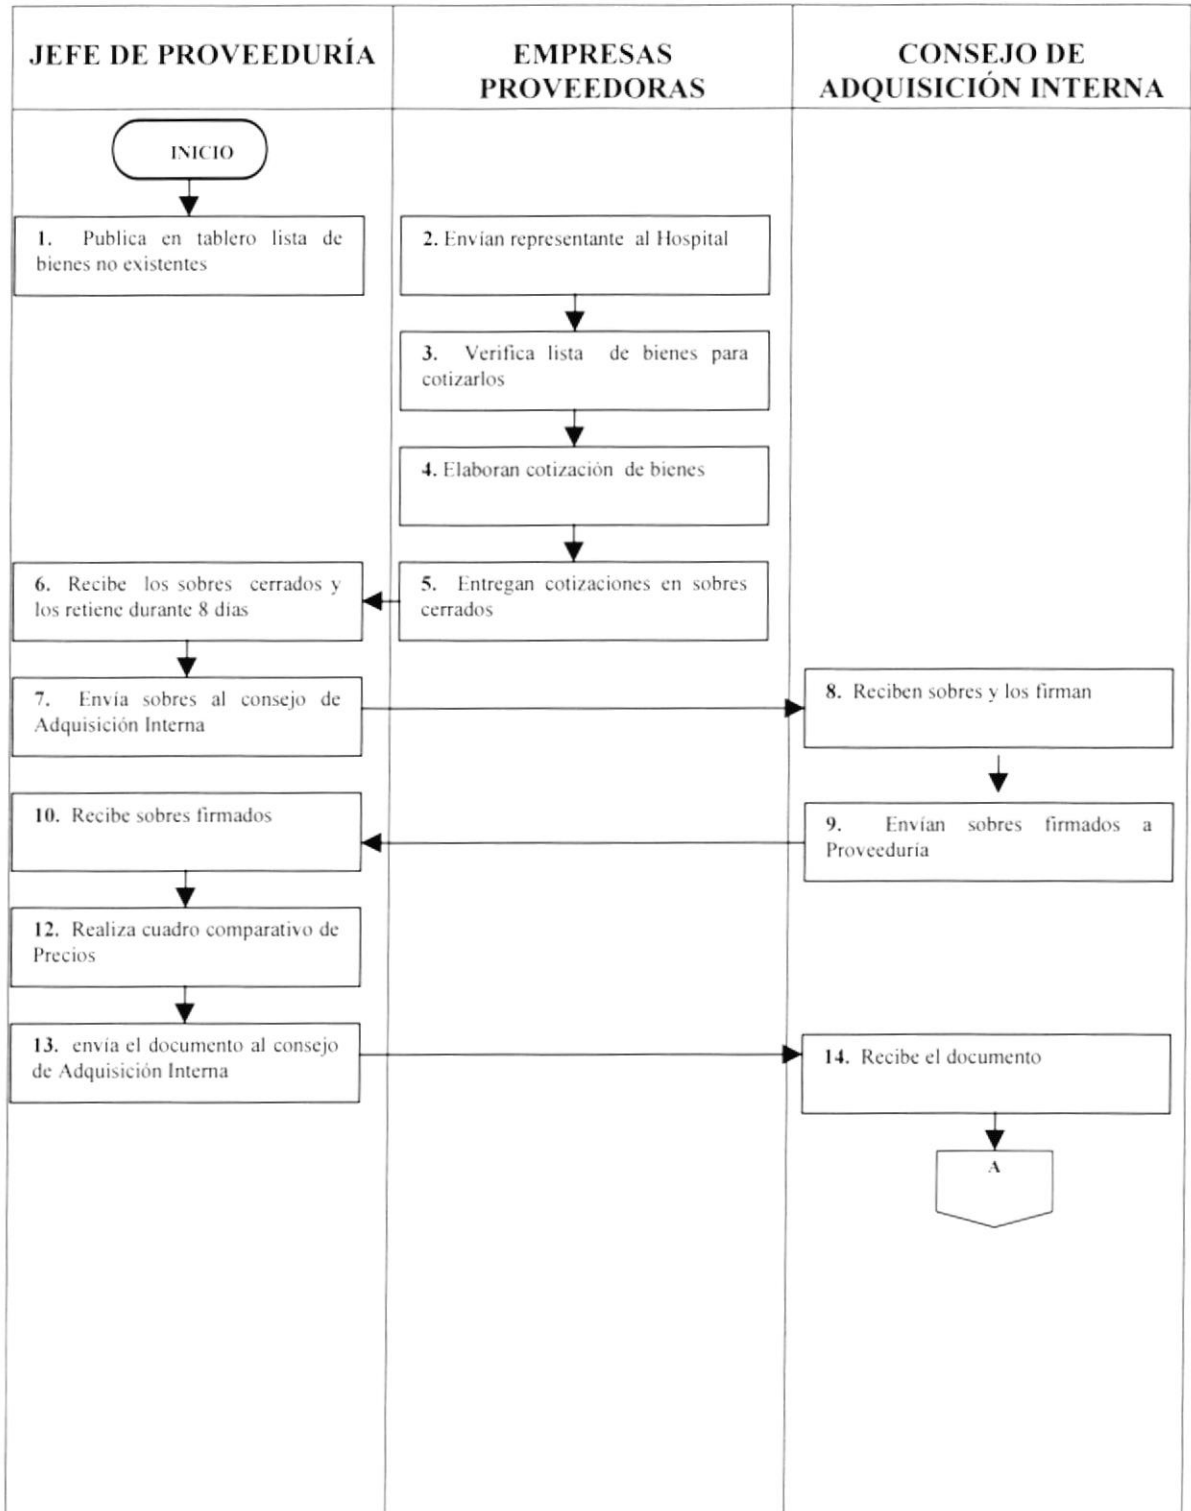 JEFE DE PROVEEDURÍA
EMPRESAS
PROVEEDORAS
CONSEJO DE
ADQUISICIÓN INTERNA
INICIO
1. Publica en tablero lista de
bienes no existentes
2. Envían representante al Hospital
3. Verifica lista de bienes para
cotizarlos
4. Elaboran cotización de bienes
5. Entregan cotizaciones en sobres
cerrados
6. Recibe los sobres cerrados y
los retiene durante 8 días
7. Envía sobres al consejo de
Adquisición Interna
8. Reciben sobres y los firman
9. Envían sobres firmados a
Proveeduría
10. Recibe sobres firmados
12. Realiza cuadro comparativo de
Precios
13. envía el documento al consejo
de Adquisición Interna
14. Recibe el documento
A